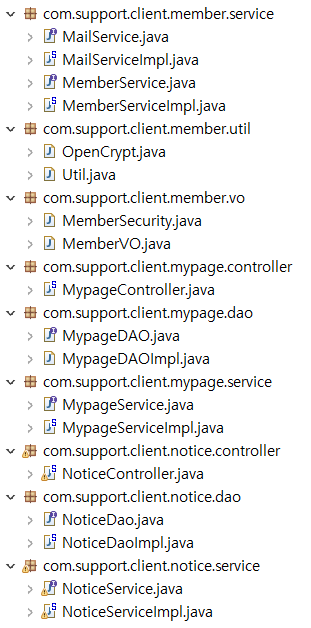 com.support.client.member.service
MailService.java
MailServiceImpl.java
MemberService.java
MemberServiceImpl.java
com.support.client.member.util
OpenCrypt.java
Util.java
com.support.client.member.vo
MemberSecurity.java
MemberVO.java
com.support.client.mypage.controller
MypageController.java
com.support.client.mypage.dao
MypageDAO.java
MypageDAOImpl.java
com.support.client.mypage.service
MypageService.java
MypageServiceImpl.java
com.support.client.notice.controller
NoticeController.java
com.support.client.notice.dao
NoticeDao.java
NoticeDaoImpl.java
com.support.client.notice.service
NoticeService.java
NoticeServiceImpl.java